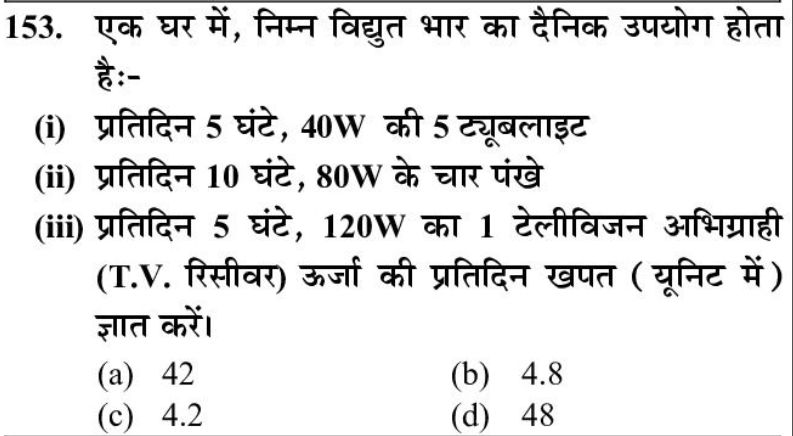 153. एक घर में, निम्न विद्युत भार का दैनिक उपयोग होता
है:-
(i) प्रतिदिन 5 घंटे, 40W की 5 ट्यूबलाइट
(ii) प्रतिदिन 10 घंटे, 80W के चार पंखे
(iii) प्रतिदिन 5 घंटे, 120W का 1 टेलीविजन अभिग्राही
(T.V. रिसीवर) ऊर्जा की प्रतिदिन खपत (यूनिट में)
ज्ञात करें।
(a) 42 (b) 4.8
(c) 4.2 (d) 48